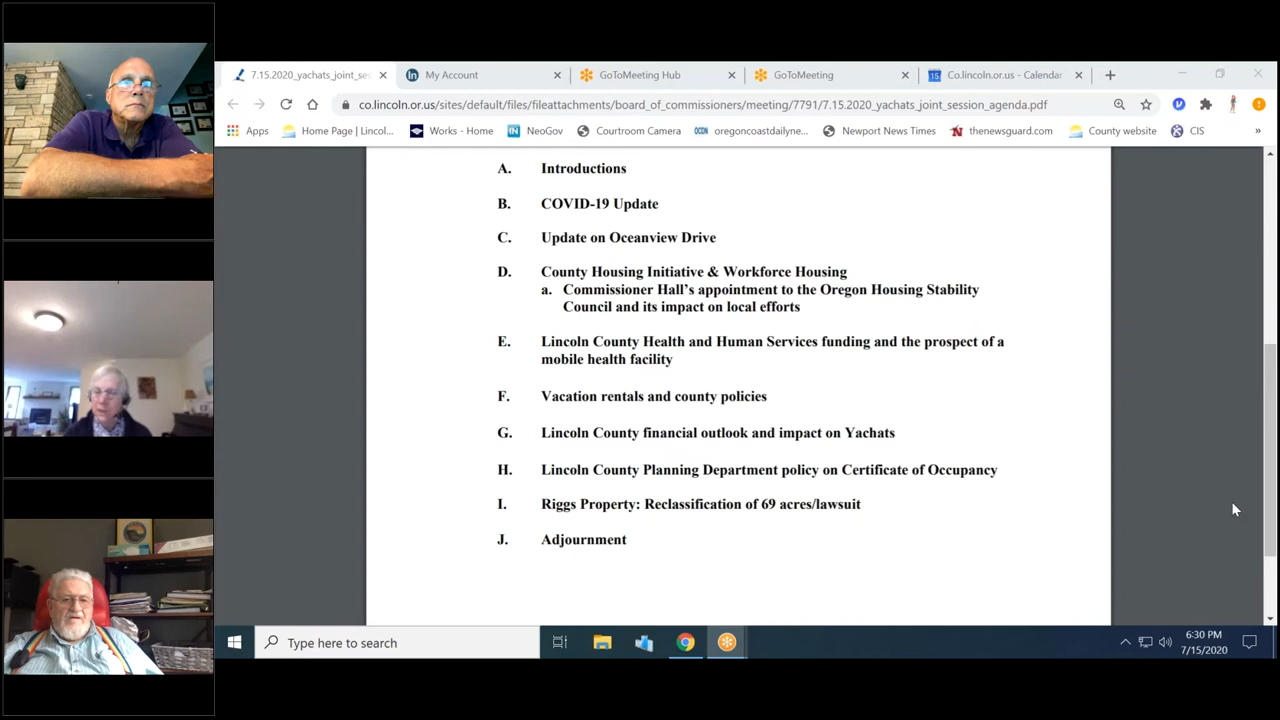 7.15.2020_yachats_joint_ses
My Account
GoToMeeting Hub
GoToMeeting
Co.lincoln.or.us - Calendar
co.lincoln.or.us/sites/default/files/fileattachments/board_of_commissioners/meeting/7791/7.15.2020_yachats_joint_session_agenda.pdf
Apps
Home Page | Lincol...
Works - Home
NeoGov
Courtroom Camera
oregoncoastdailyne...
Newport News Times
thenewsguard.com
County website
CIS
A. Introductions
B. COVID-19 Update
C. Update on Oceanview Drive
D. County Housing Initiative & Workforce Housing
a. Commissioner Hall's appointment to the Oregon Housing Stability
Council and its impact on local efforts
E. Lincoln County Health and Human Services funding and the prospect of a
mobile health facility
F. Vacation rentals and county policies
G. Lincoln County financial outlook and impact on Yachats
H. Lincoln County Planning Department policy on Certificate of Occupancy
I. Riggs Property: Reclassification of 69 acres/lawsuit
J. Adjournment
Type here to search
6:30 PM
7/15/2020